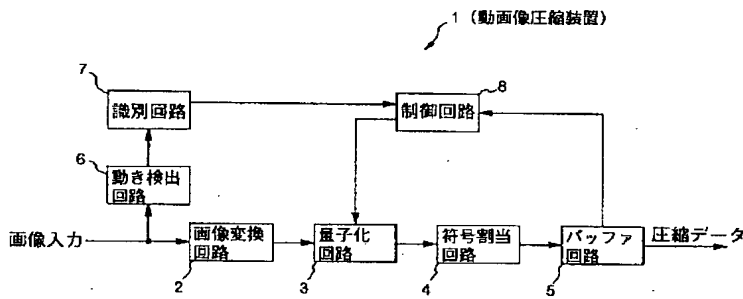 1 (動画像圧縮装置)
7
識別回路
8
制御回路
6
動き検出
回路
画像入力
画像変換
回路
2
量子化
回路
3
符号割当
回路
4
バッファ
回路
5
圧縮データ